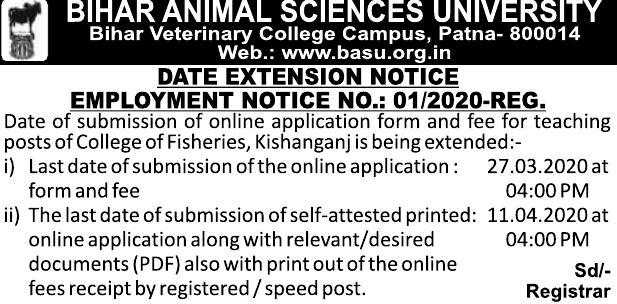 BIHAR ANIMAL SCIENCES UNIVERSITY
Bihar Veterinary College Campus, Patna- 800014
Web.: www.basu.org.in
DATE EXTENSION NOTICE
EMPLOYMENT NOTICE NO.: 01/2020-REG.
Date of submission of online application form and fee for teaching
posts of College of Fisheries, Kishanganj is being extended:-
i) Last date of submission of the online application : 27.03.2020 at
form and fee 04:00 PM
ii) The last date of submission of self-attested printed: 11.04.2020 at
online application along with relevant/desired 04:00 PM
documents (PDF) also with print out of the online Sd/-
fees receipt by registered / speed post. Registrar